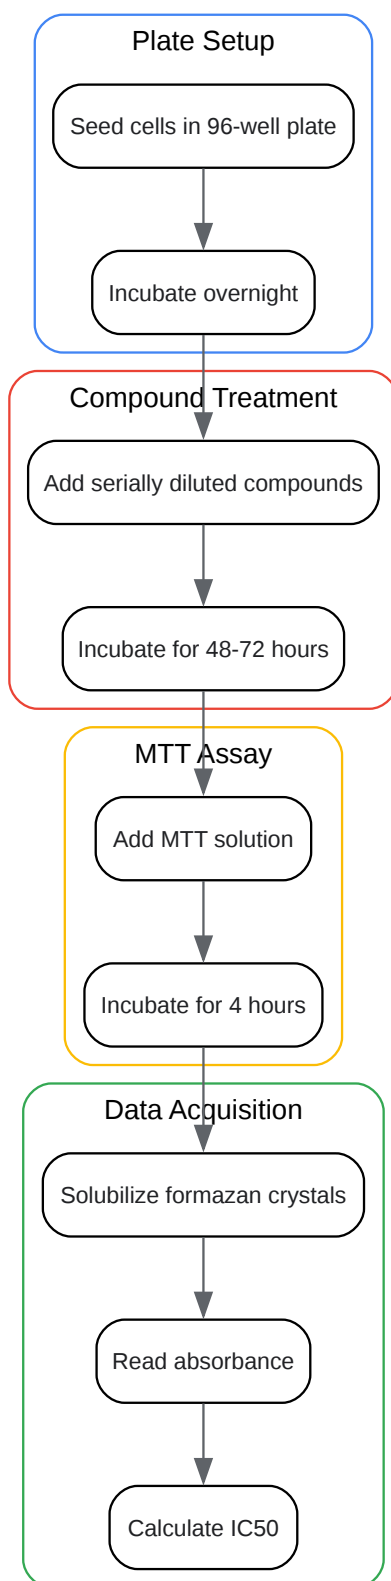 Plate Setup
Seed cells in 96-well plate
Incubate overnight
Compound Treatment
Add serially diluted compounds
Incubate for 48-72 hours
MTT Assay
Add MTT solution
Incubate for 4 hours
Data Acquisition
Solubilize formazan crystals
Read absorbance
Calculate IC50